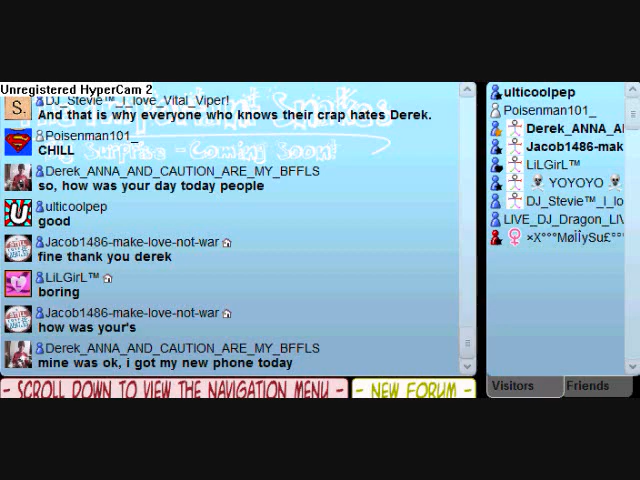 Unregistered HyperCam 2
DJ_Stevie™_I_love_Vital_Viper!
S.
And that is why everyone who knows their crap hates Derek.
Poisenman101_
CHILL
Surprise - Coming Soon!
Derek_ANNA_AND_CAUTION_ARE_MY_BFFLS
so, how was your day today people
ulticoolpep
U
good
Jacob1486-make-love-not-war
fine thank you derek
LiLGirL™
boring
Jacob1486-make-love-not-war
how was your's
Derek_ANNA_AND_CAUTION_ARE_MY_BFFLS
mine was ok, i got my new phone today
- SCROLL DOWN TO VIEW THE NAVIGATION MENU -
- NEW FORUM -
ulticoolpep
Poisenman101_
Derek_ANNA_A
Jacob1486-mak
LiLGirL™
YOYOYO
DJ_Stevie™_I_lo
LIVE_DJ_Dragon_LIV
Visitors
Friends